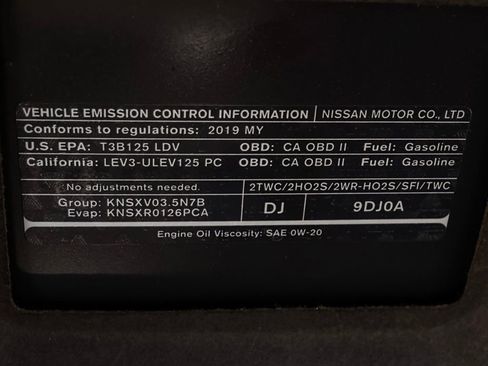 VEHICLE EMISSION CONTROL INFORMATION NISSAN MOTOR CO., LTD
Conforms to regulations: 2019 MY
U.S. EPA: T3B125 LDV OBD: CA OBD II Fuel: Gasoline
California: LEV3-ULEV125 PC OBD: CA OBD II Fuel: Gasoline
No adjustments needed. 2TWC/2HO2S/2WR-HO2S/SFI/TWC
Group: KNSXV03.5N7B
Evap: KNSXR0126PCA
DJ 9DJ0A
Engine Oil Viscosity: SAE 0W-20